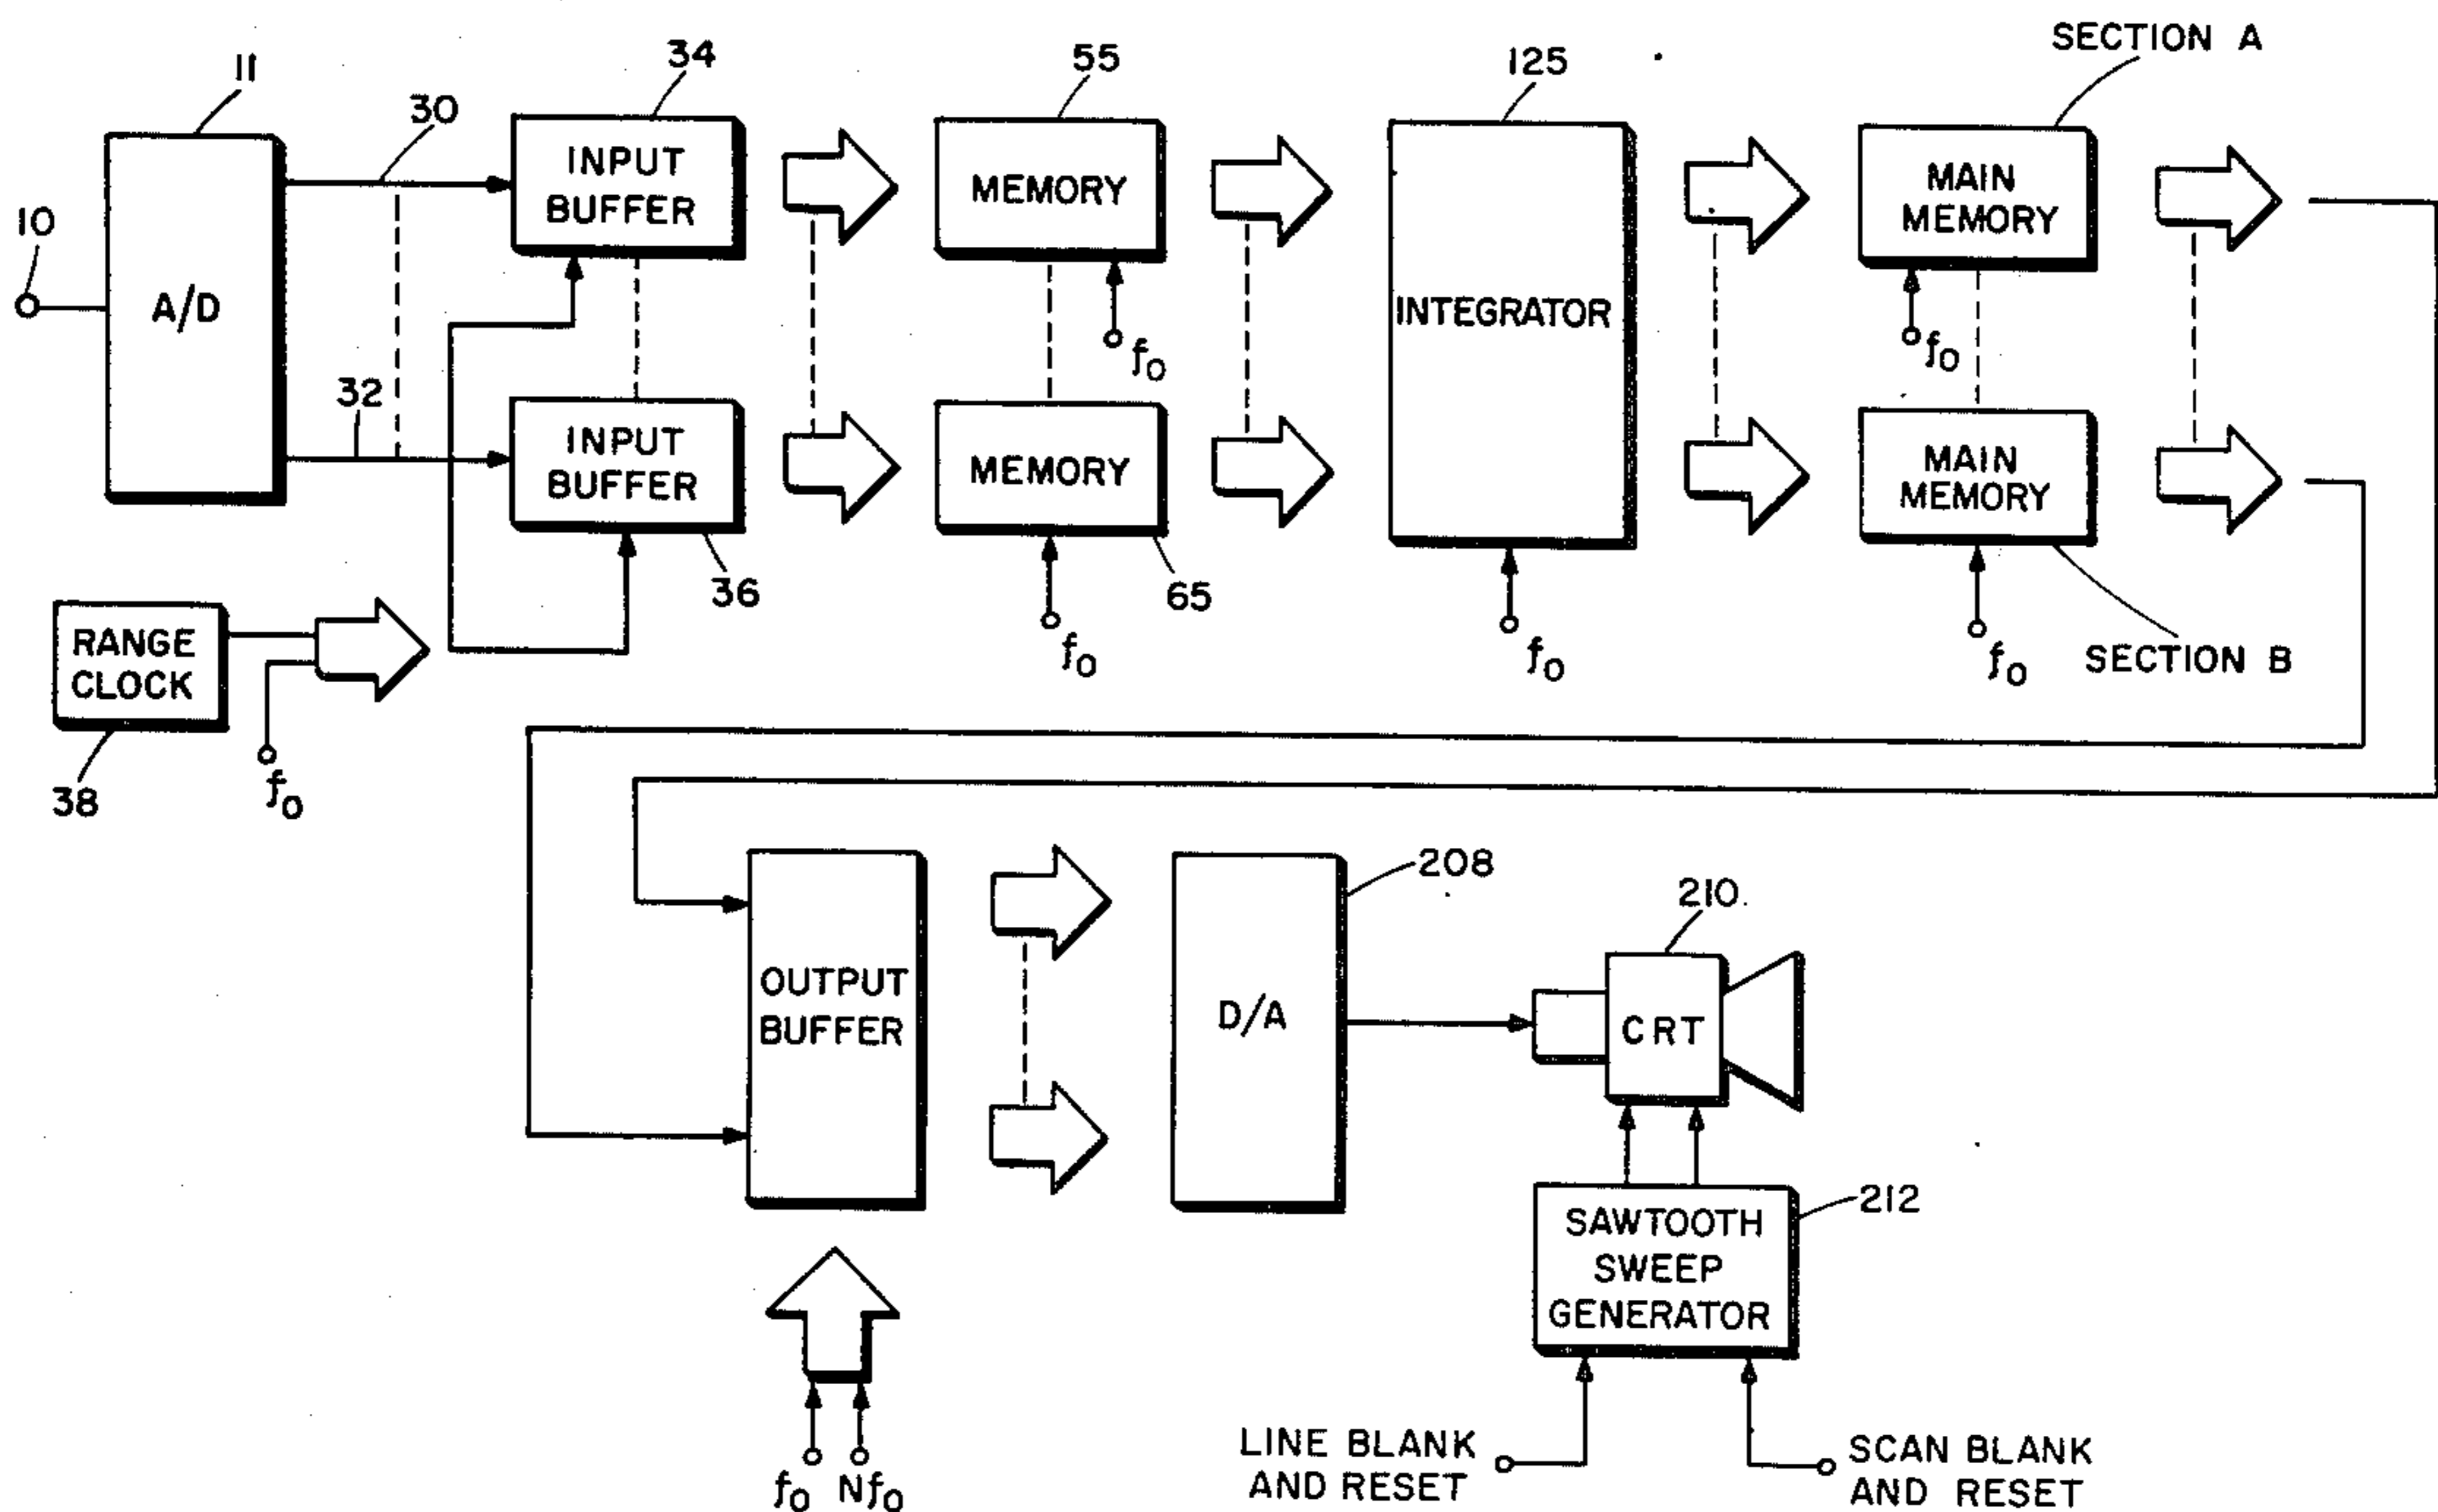 SECTION A
11
30
34
55
125
10
A/D
INPUT
BUFFER
MEMORY
INTEGRATOR
MAIN
MEMORY
f0
f0
32
INPUT
BUFFER
MEMORY
MAIN
MEMORY
36
65
f0
f0
f0
SECTION B
RANGE
CLOCK
38
f0
OUTPUT
BUFFER
208
D/A
210
CRT
212
SAWTOOTH
SWEEP
GENERATOR
f0 Nf0
LINE BLANK
AND RESET
SCAN BLANK
AND RESET